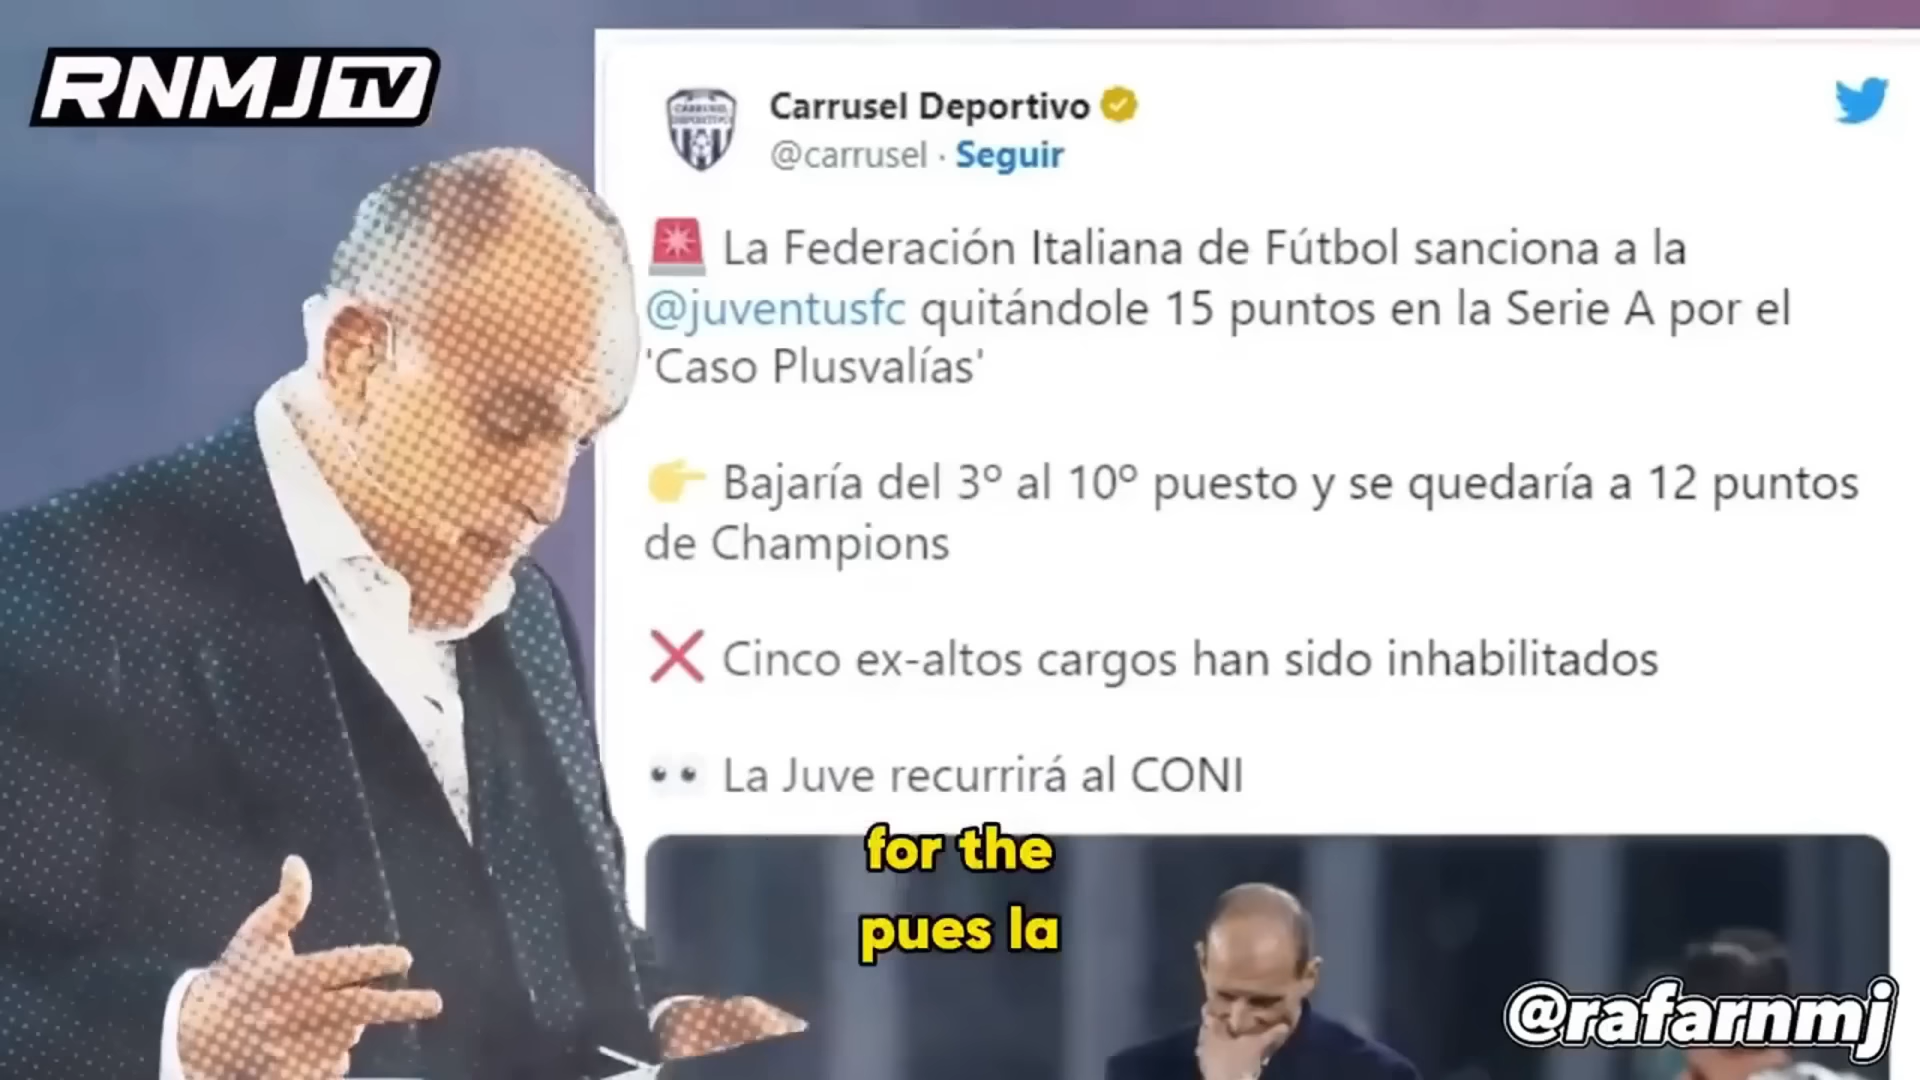 RNMJ TV
Carrusel Deportivo
@carrusel · Seguir
La Federación Italiana de Fútbol sanciona a la
@juventusfc quitándole 15 puntos en la Serie A por el
'Caso Plusvalías'
Bajaría del 3º al 10º puesto y se quedaría a 12 puntos
de Champions
Cinco ex-altos cargos han sido inhabilitados
La Juve recurrirá al CONI
for the
pues la
@rafarnmj